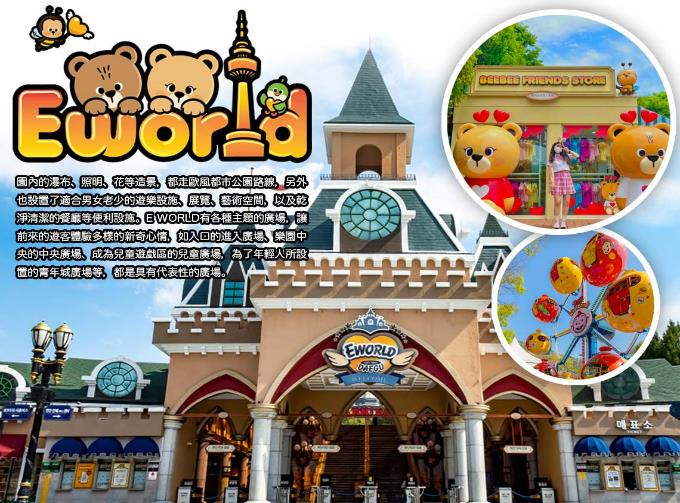 Eworld
園內的瀑布、照明、花等造景，都走歐風都市公園路線，另外
也設置了適合男女老少的遊樂設施、展覽、藝術空間，以及乾
淨清潔的餐廳等便利設施。E WORLD有各種主題的廣場，讓
前來的遊客體驗多樣的新奇心情，如入口的進入廣場、樂園中
央的中央廣場、成為兒童遊戲區的兒童廣場，為了年輕人所設
置的青年城廣場等，都是具有代表性的廣場。
BEEBEE FRIENDS STORE
EWORLD
DAEGU
WELCOME
매표소
TICKET